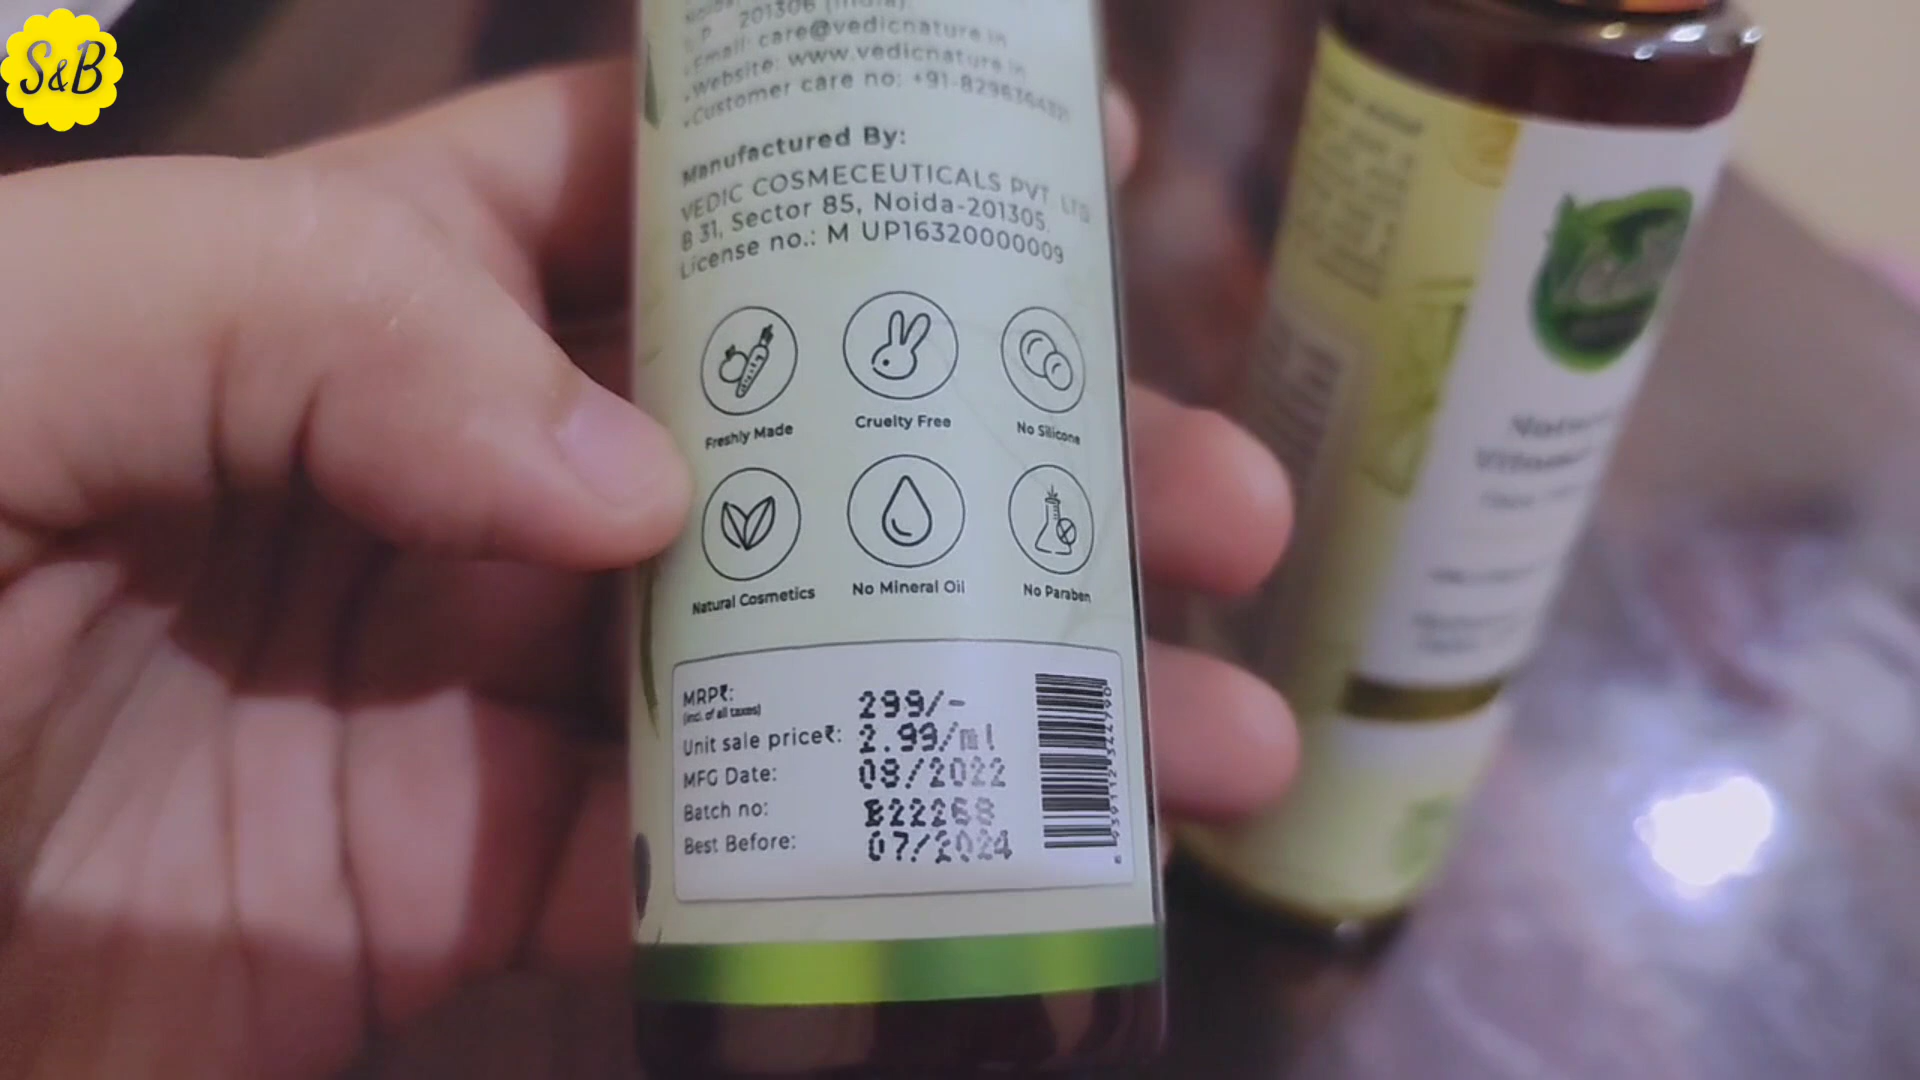 S&B
201306 (India).
Email: care@vedicnature.in
Website: www.vedicnature.in
Customer care no:
Manufactured By:
VEDIC COSMECEUTICALS PVT. LTD
B 31, Sector 85, Noida-201305.
License no.: M UP16320000009
Freshly Made
Cruelty Free
No Silicone
Natural Cosmetics
No Mineral Oil
No Paraben
MRP₹: 299/-
(incl. of all taxes)
Unit sale price₹: 2.99/ml
MFG Date: 08/2022
Batch no: B22268
Best Before: 07/2024